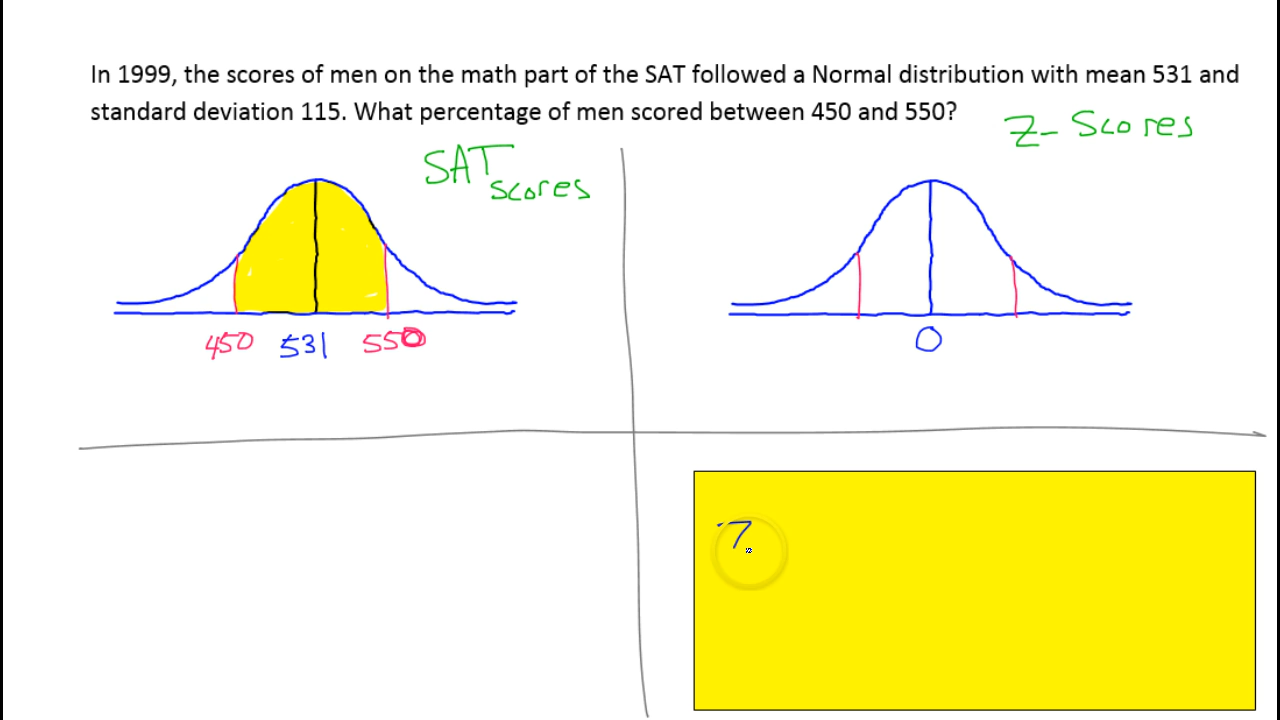 In 1999, the scores of men on the math part of the SAT followed a Normal distribution with mean 531 and
standard deviation 115. What percentage of men scored between 450 and 550?
Z- Scores
SAT
scores
450 531 550
0